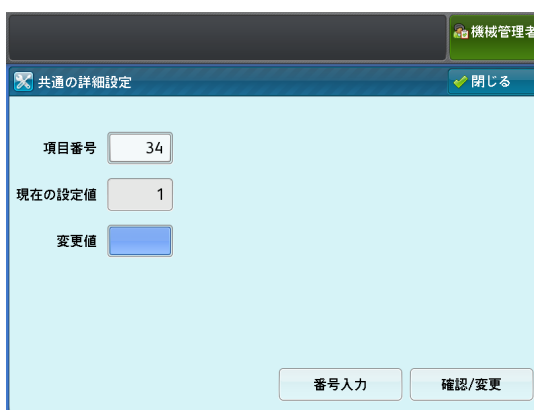 機械管理者
共通の詳細設定
閉じる
項目番号 34
現在の設定値 1
変更値
番号入力
確認/変更